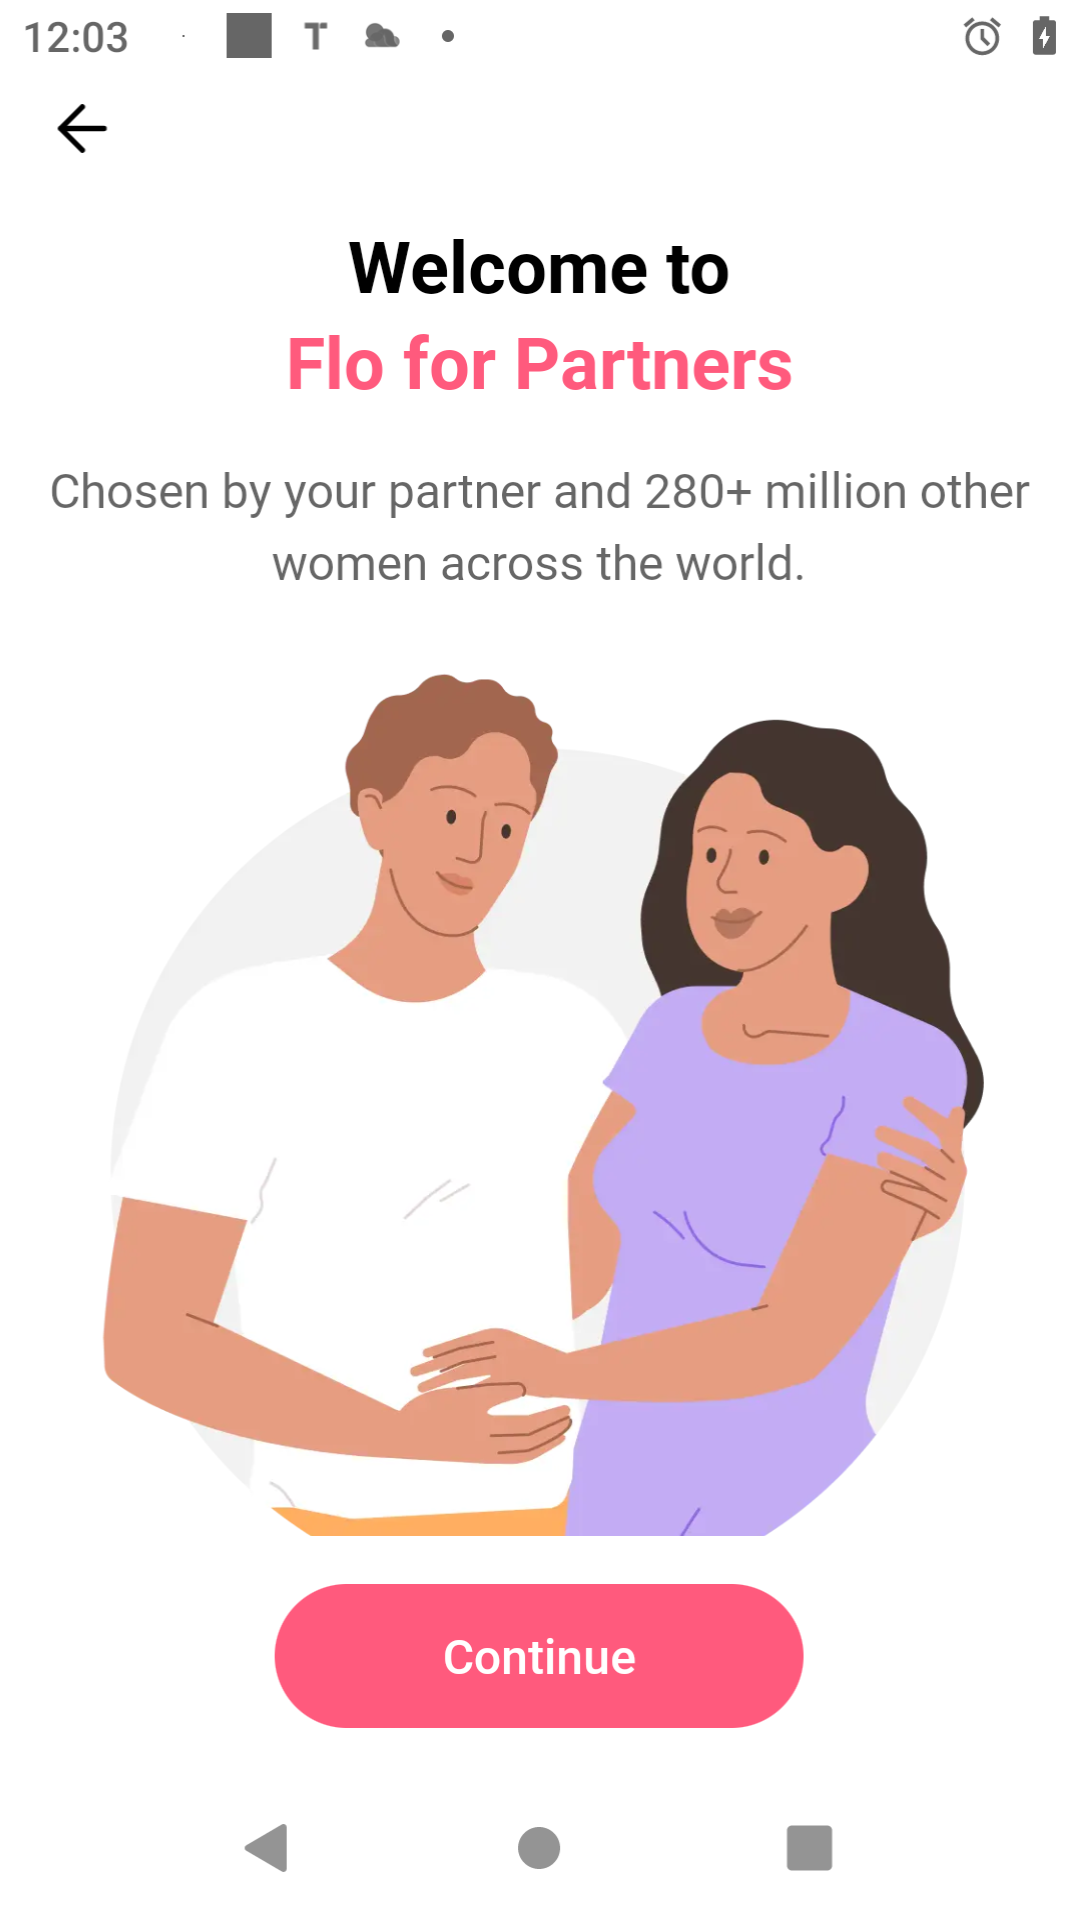 12:03
T
Welcome to
Flo for Partners
Chosen by your partner and 280+ million other
women across the world.
Continue